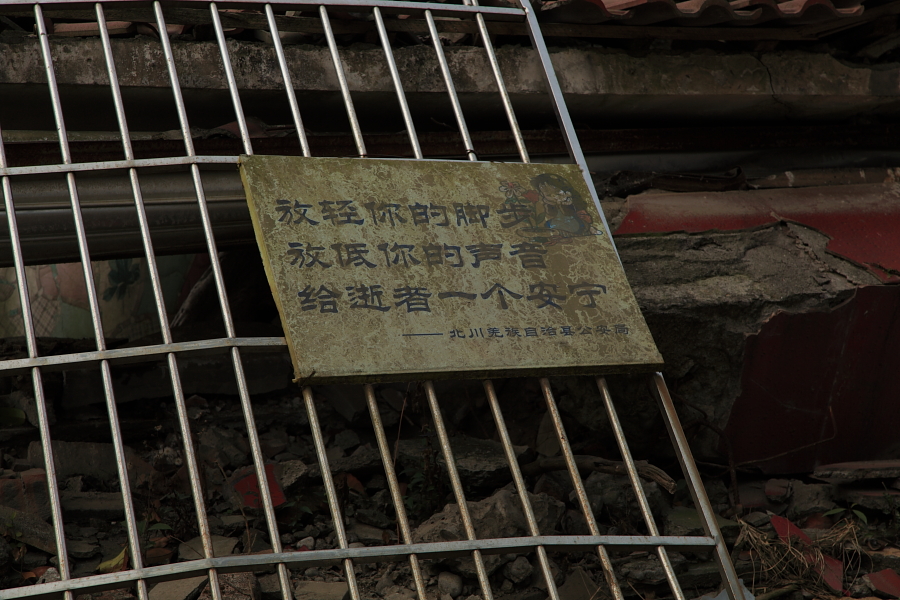 放轻你的脚步
放低你的声音
给逝者一个安宁
——北川羌族自治县公安局